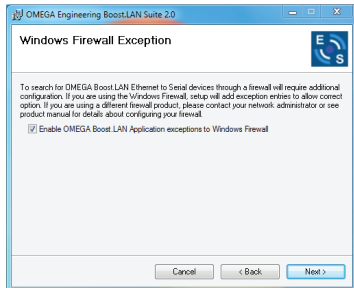 OMEGA Engineering Boost.LAN Suite 2.0
Windows Firewall Exception
E
S
To search for OMEGA Boost.LAN Ethernet to Serial devices through a firewall will require additional
configuration. If you are using the Windows Firewall, setup will add exception entries to allow correct
option. If you are using a different firewall product, please contact your network administrator or see
product manual for details about configuring your firewall.
Enable OMEGA Boost.LAN Application exceptions to Windows Firewall
Cancel < Back Next >